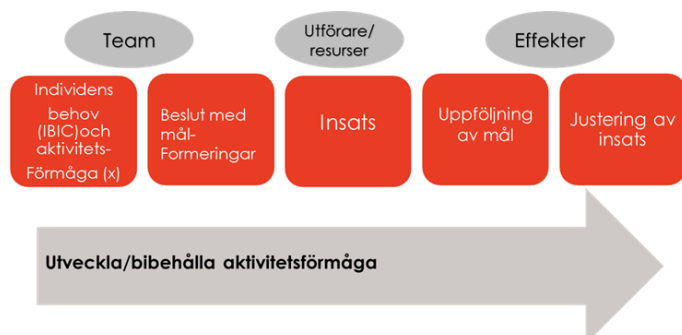 Team
Utförare/
resurser
Effekter
Individens
behov
(IBIC)och
aktivitets-
Förmåga (x)
Beslut med
mål-
Formeringar
Insats
Uppföljning
av mål
Justering av
insats
Utveckla/bibehålla aktivitetsförmåga